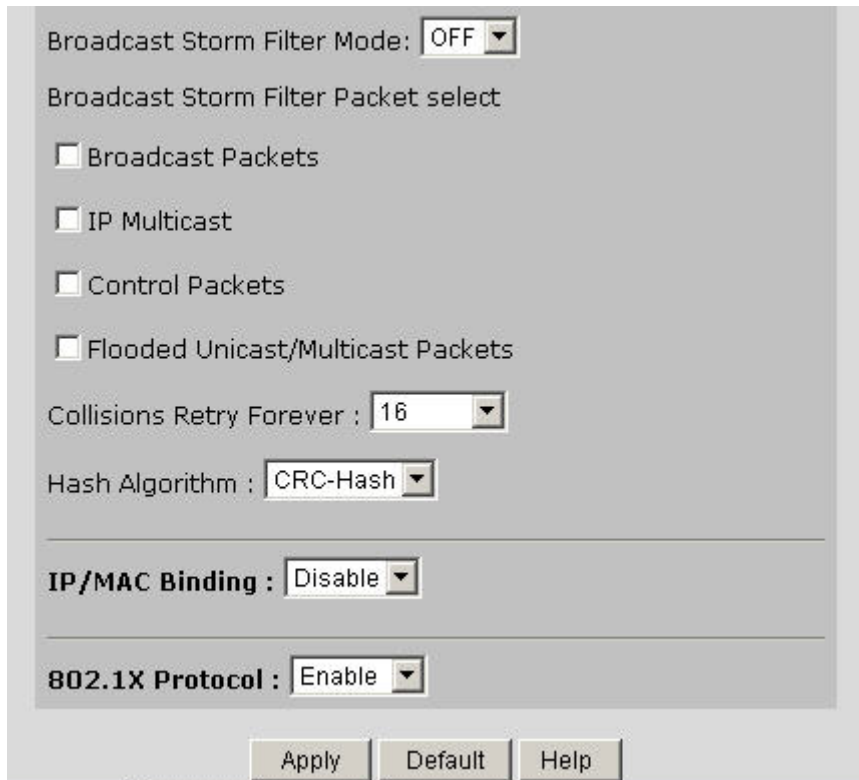 Broadcast Storm Filter Mode: OFF
Broadcast Storm Filter Packet select
Broadcast Packets
IP Multicast
Control Packets
Flooded Unicast/Multicast Packets
Collisions Retry Forever : 16
Hash Algorithm : CRC-Hash
IP/MAC Binding : Disable
802.1X Protocol : Enable
Apply Default Help